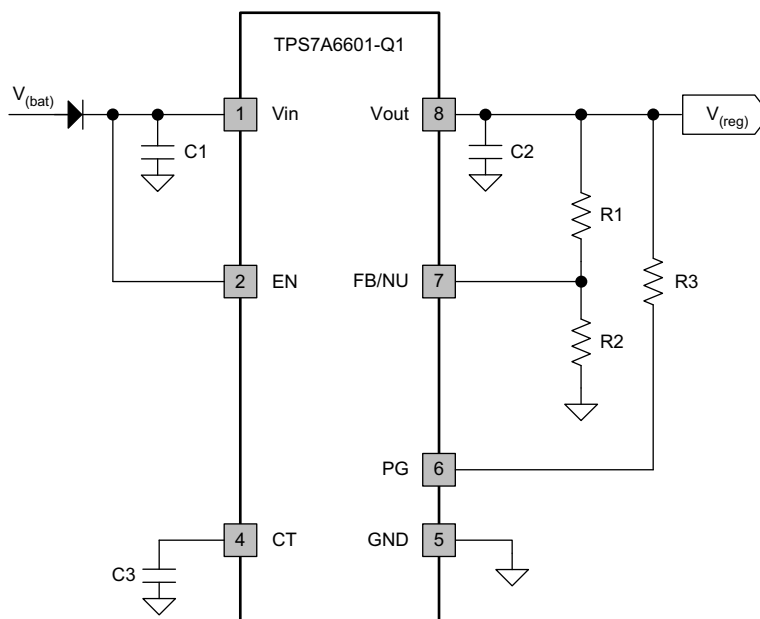 TPS7A6601-Q1
V(bat)
1
Vin
Vout
8
V(reg)
C1
C2
R1
2
EN
FB/NU
7
R3
R2
PG
6
4
CT
GND
5
C3